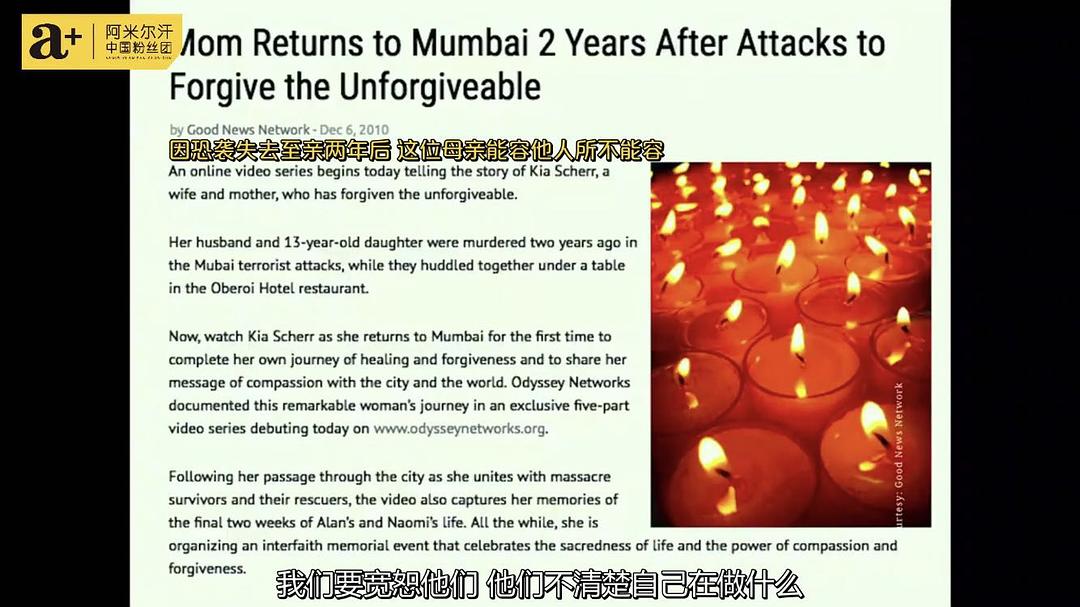 a+
阿米尔汗
中国粉丝团
Mom Returns to Mumbai 2 Years After Attacks to
Forgive the Unforgiveable
by Good News Network - Dec 6, 2010
因恐袭失去至亲两年后 这位母亲能容他人所不能容
An online video series begins today telling the story of Kia Scherr, a
wife and mother, who has forgiven the unforgiveable.
Her husband and 13-year-old daughter were murdered two years ago in
the Mubai terrorist attacks, while they huddled together under a table
in the Oberoi Hotel restaurant.
Now, watch Kia Scherr as she returns to Mumbai for the first time to
complete her own journey of healing and forgiveness and to share her
message of compassion with the city and the world. Odyssey Networks
documented this remarkable woman's journey in an exclusive five-part
video series debuting today on www.odysseynetworks.org.
Following her passage through the city as she unites with massacre
survivors and their rescuers, the video also captures her memories of
the final two weeks of Alan's and Naomi's life. All the while, she is
organizing an interfaith memorial event that celebrates the sacredness of life and the power of compassion and
forgiveness.
urtesy: Good News Network
我们要宽恕他们 他们不清楚自己在做什么